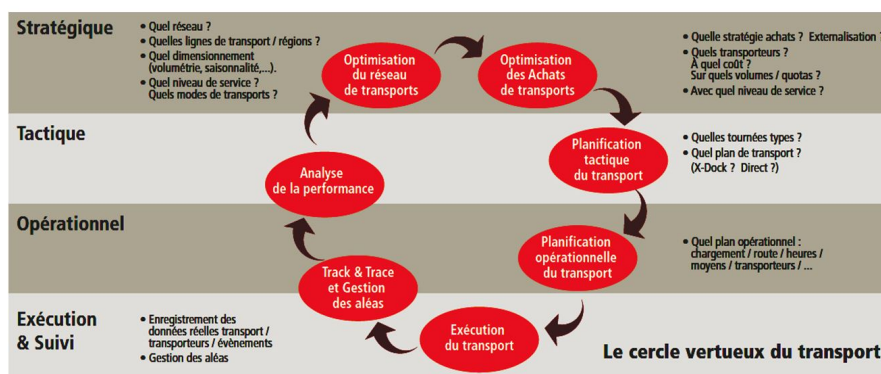 Stratégique
• Quel réseau ?
• Quelles lignes de transport / régions ?
• Quel dimensionnement
(volumétrie, saisonnalité,...).
• Quel niveau de service ?
Quels modes de transports ?
Optimisation
du réseau
de transports
Optimisation
des Achats
de transports
• Quelle stratégie achats ? Externalisation ?
• Quels transporteurs ?
À quel coût ?
Sur quels volumes / quotas ?
• Avec quel niveau de service ?
Tactique
Analyse
de la performance
Planification
tactique
du transport
• Quelles tournées types ?
• Quel plan de transport ?
(X-Dock ? Direct ?)
Opérationnel
Track & Trace
et Gestion
des aléas
Planification
opérationnelle
du transport
• Quel plan opérationnel :
chargement / route / heures /
moyens / transporteurs / ...
Exécution
& Suivi
• Enregistrement des
données réelles transport /
transporteurs / évènements
• Gestion des aléas
Exécution
du transport
Le cercle vertueux du transport